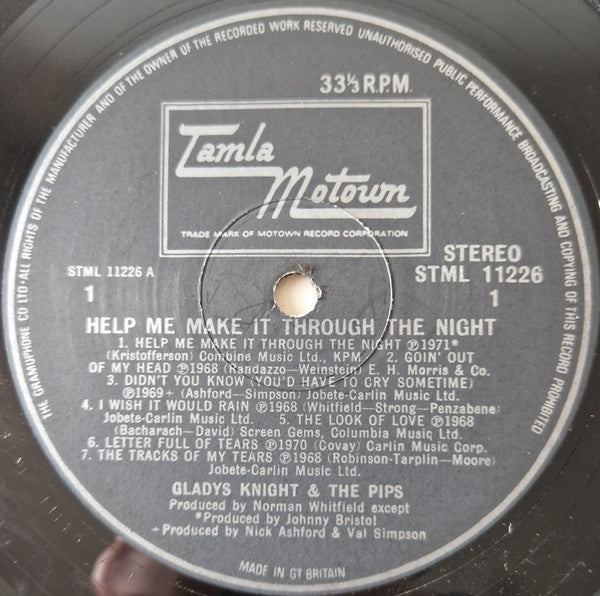 THE GRAMOPHONE CO LTD · ALL RIGHTS OF THE MANUFACTURER AND OF THE OWNER OF THE RECORDED WORK RESERVED UNAUTHORISED PUBLIC PERFORMANCE BROADCASTING AND COPYING OF THIS RECORD PROHIBITED
33⅓ R.P.M.
Tamla
Motown
TRADE MARK OF MOTOWN RECORD CORPORATION
STEREO
STML 11226 A
STML 11226
1
1
HELP ME MAKE IT THROUGH THE NIGHT
1. HELP ME MAKE IT THROUGH THE NIGHT ℗1971*
(Kristofferson) Combine Music Ltd., KPM 2. GOIN' OUT
OF MY HEAD ℗1968 (Randazzo—Weinstein) E. H. Morris & Co.
3. DIDN'T YOU KNOW (YOU'D HAVE TO CRY SOMETIME)
℗1969+ (Ashford—Simpson) Jobete-Carlin Music Ltd.
4. I WISH IT WOULD RAIN ℗1968 (Whitfield—Strong—Penzabene)
Jobete-Carlin Music Ltd. 5. THE LOOK OF LOVE ℗1968
(Bacharach—David) Screen Gems, Columbia Music Ltd.
6. LETTER FULL OF TEARS ℗1970 (Covay) Carlin Music Corp.
7. THE TRACKS OF MY TEARS ℗1968 (Robinson-Tarplin—Moore)
Jobete-Carlin Music Ltd.
GLADYS KNIGHT & THE PIPS
Produced by Norman Whitfield except
*Produced by Johnny Bristol
+Produced by Nick Ashford & Val Simpson
MADE IN GT BRITAIN